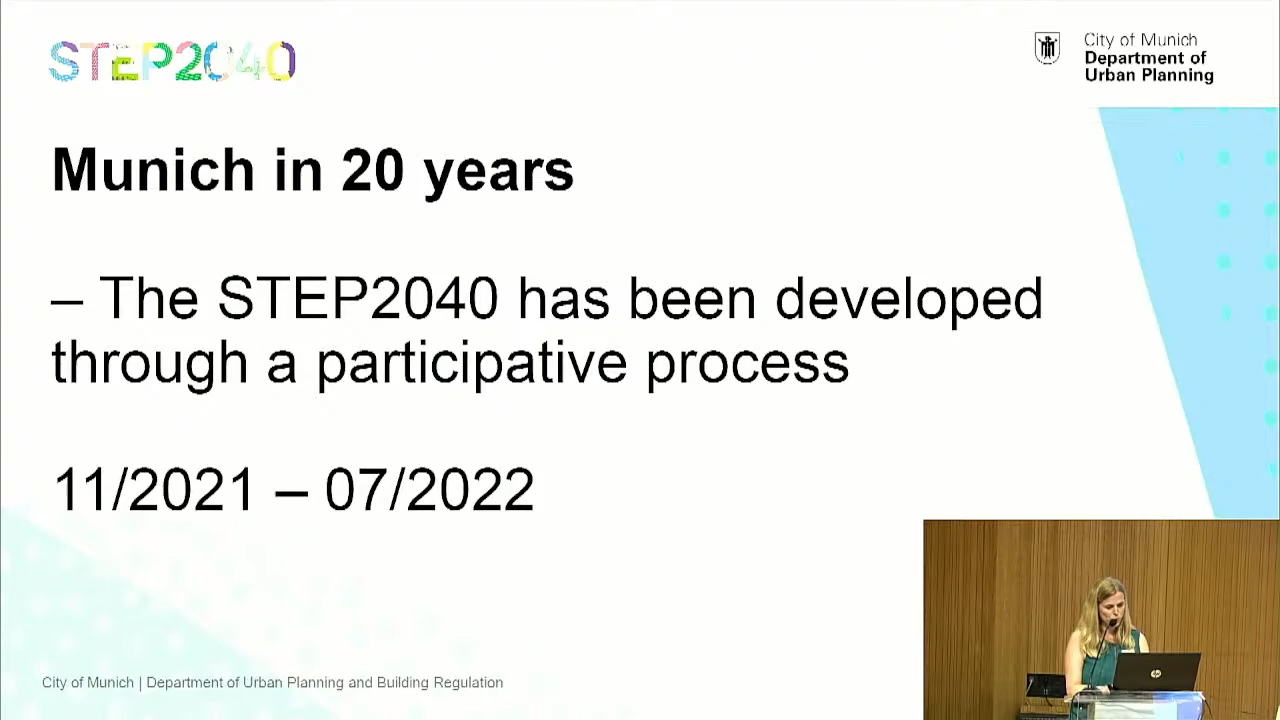 STEP2040
City of Munich
Department of
Urban Planning
Munich in 20 years
– The STEP2040 has been developed
through a participative process
11/2021 – 07/2022
City of Munich | Department of Urban Planning and Building Regulation
hp